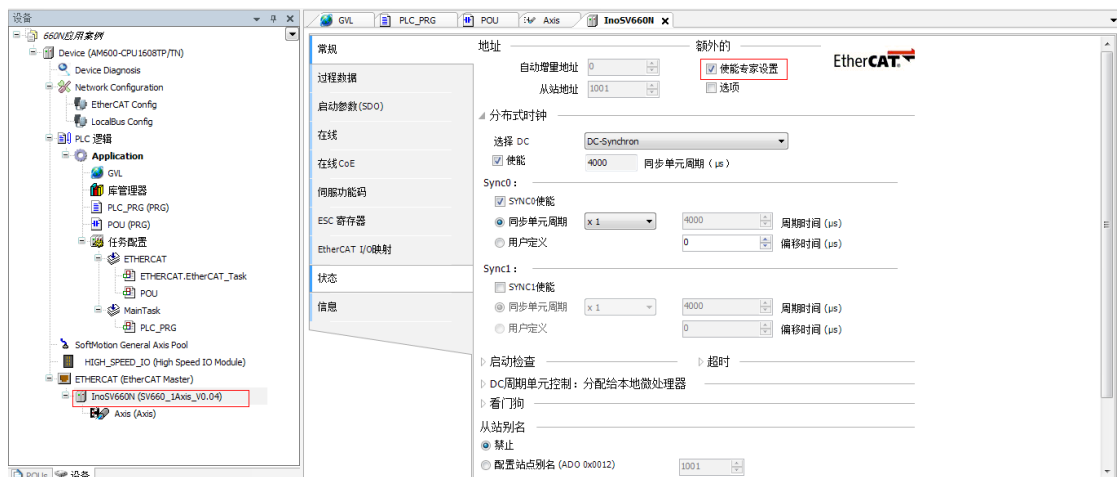 设备
660N应用案例
Device (AM600-CPU1608TP/TN)
Device Diagnosis
Network Configuration
EtherCAT Config
LocalBus Config
PLC 逻辑
Application
GVL
库管理器
PLC_PRG (PRG)
POU (PRG)
任务配置
ETHERCAT
ETHERCAT.EtherCAT_Task
POU
MainTask
PLC_PRG
SoftMotion General Axis Pool
HIGH_SPEED_IO (High Speed IO Module)
ETHERCAT (EtherCAT Master)
InoSV660N (SV660_1Axis_V0.04)
Axis (Axis)
POUs 设备
GVL PLC_PRG POU Axis InoSV660N
常规
过程数据
启动参数(SDO)
在线
在线CoE
伺服功能码
ESC 寄存器
EtherCAT I/O映射
状态
信息
地址 额外的
自动增量地址 0 使能专家设置
从站地址 1001 选项
EtherCAT
分布式时钟
选择 DC DC-Synchron
使能 4000 同步单元周期（µs）
Sync0:
SYNC0使能
同步单元周期 x 1 4000 周期时间 (µs)
用户定义 0 偏移时间 (µs)
Sync1:
SYNC1使能
同步单元周期 x 1 4000 周期时间 (µs)
用户定义 0 偏移时间 (µs)
启动检查 超时
DC周期单元控制：分配给本地微处理器
看门狗
从站别名
禁止
配置站点别名 (ADO 0x0012) 1001